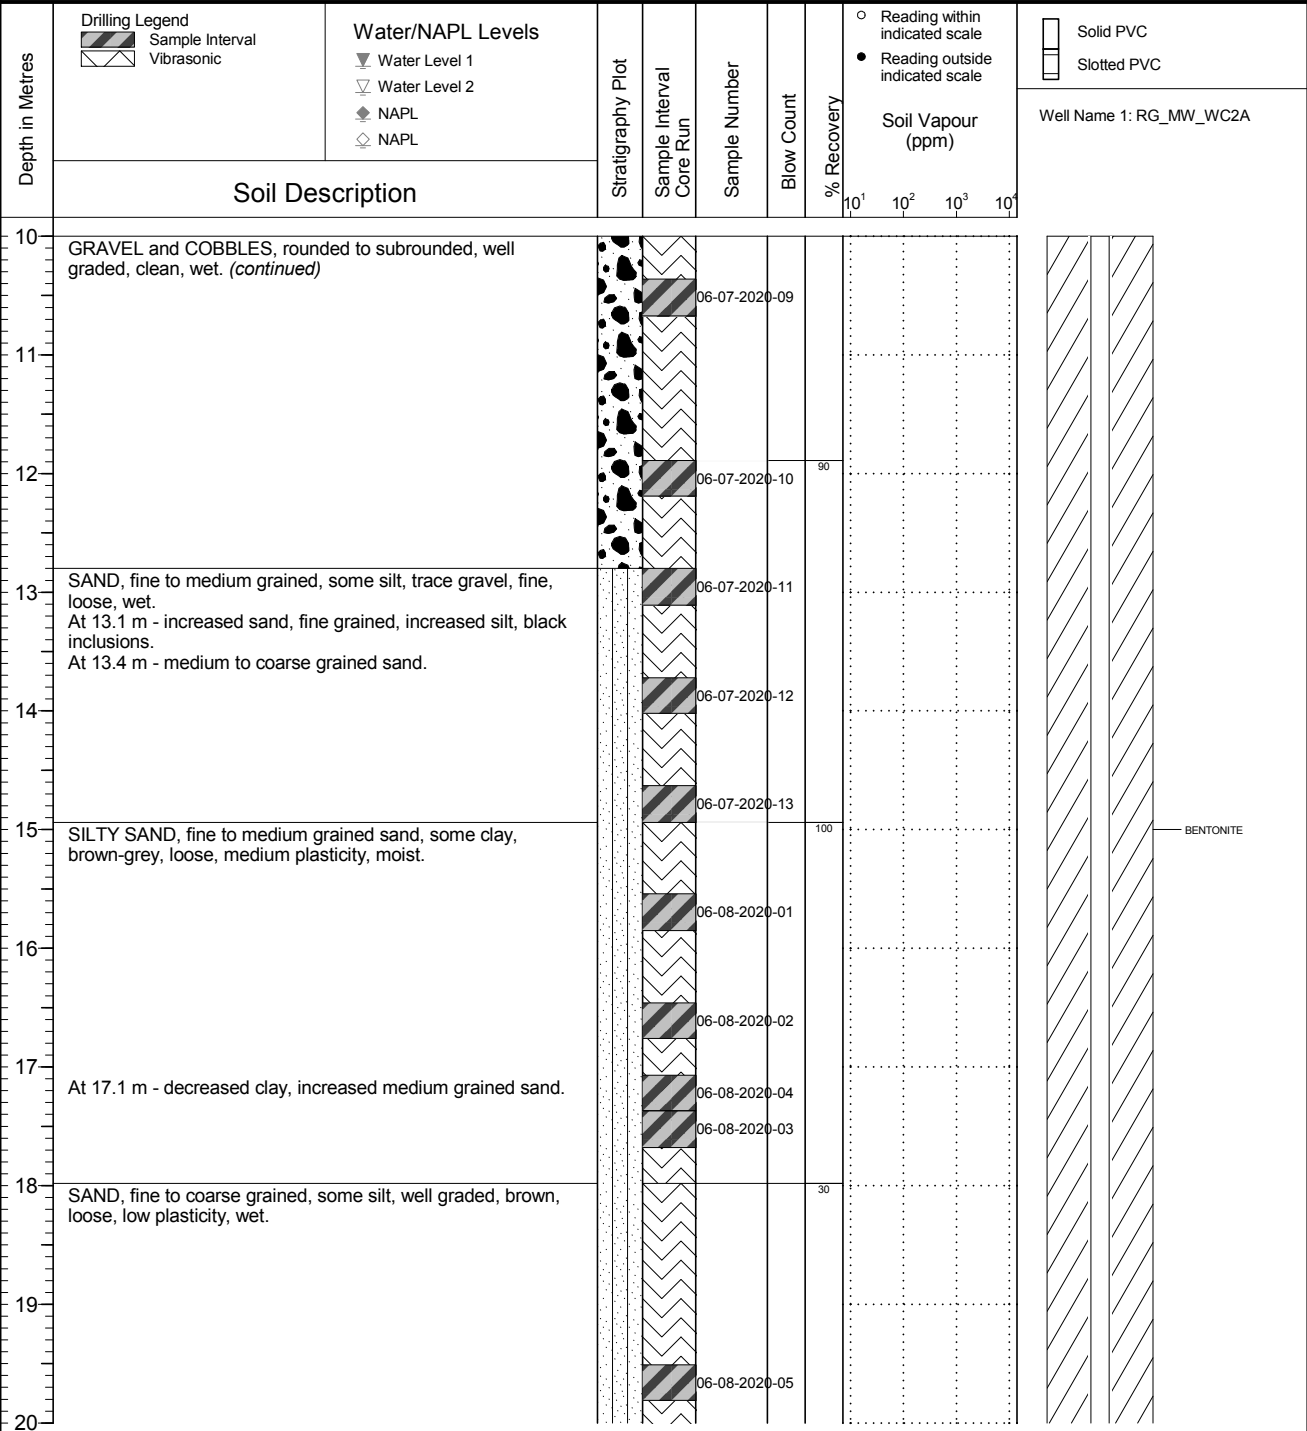 Depth in Metres
Drilling Legend
Sample Interval
Vibrasonic
Water/NAPL Levels
Water Level 1
Water Level 2
NAPL
NAPL
Soil Description
Stratigraphy Plot
Sample Interval
Core Run
Sample Number
Blow Count
% Recovery
Reading within
indicated scale
Reading outside
indicated scale
Soil Vapour
(ppm)
10¹ 10² 10³ 10⁴
Solid PVC
Slotted PVC
Well Name 1: RG_MW_WC2A
10
GRAVEL and COBBLES, rounded to subrounded, well
graded, clean, wet. (continued)
06-07-2020-09
11
90
12
06-07-2020-10
SAND, fine to medium grained, some silt, trace gravel, fine,
loose, wet.
06-07-2020-11
13
At 13.1 m - increased sand, fine grained, increased silt, black
inclusions.
At 13.4 m - medium to coarse grained sand.
06-07-2020-12
14
06-07-2020-13
15
100
BENTONITE
SILTY SAND, fine to medium grained sand, some clay,
brown-grey, loose, medium plasticity, moist.
06-08-2020-01
16
06-08-2020-02
17
At 17.1 m - decreased clay, increased medium grained sand.
06-08-2020-04
06-08-2020-03
18
30
SAND, fine to coarse grained, some silt, well graded, brown,
loose, low plasticity, wet.
19
06-08-2020-05
20